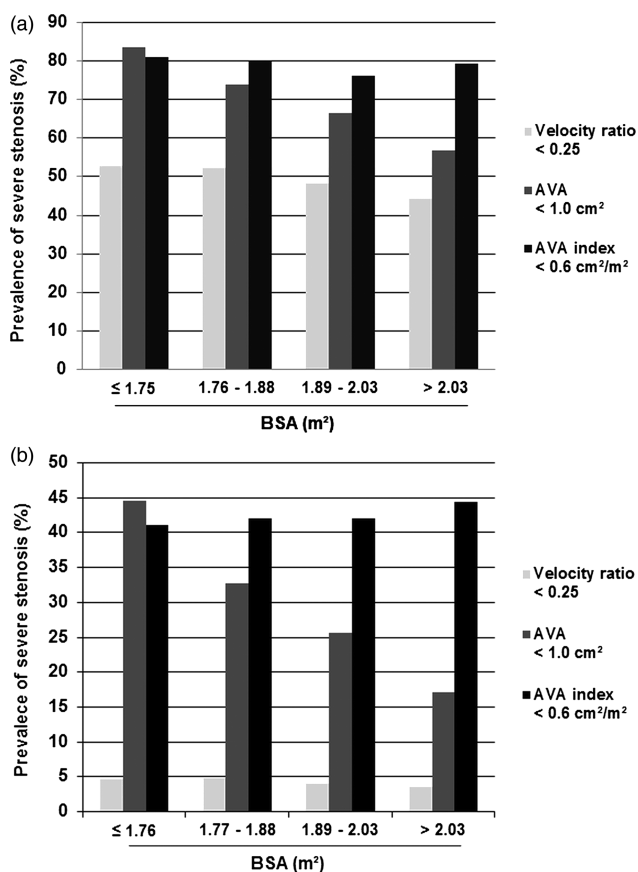 (a)
Prevalence of severe stenosis (%)
90
80
70
60
50
40
30
20
10
0
≤ 1.75 1.76 - 1.88 1.89 - 2.03 > 2.03
BSA (m²)
Velocity ratio
< 0.25
AVA
< 1.0 cm²
AVA index
< 0.6 cm²/m²
(b)
Prevalece of severe stenosis (%)
50
45
40
35
30
25
20
15
10
5
0
≤ 1.76 1.77 - 1.88 1.89 - 2.03 > 2.03
BSA (m²)
Velocity ratio
< 0.25
AVA
< 1.0 cm²
AVA index
< 0.6 cm²/m²